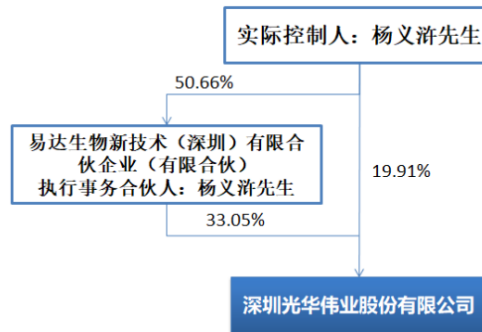 实际控制人：杨义浒先生
50.66%
易达生物新技术（深圳）有限合
伙企业（有限合伙）
执行事务合伙人：杨义浒先生
19.91%
33.05%
深圳光华伟业股份有限公司